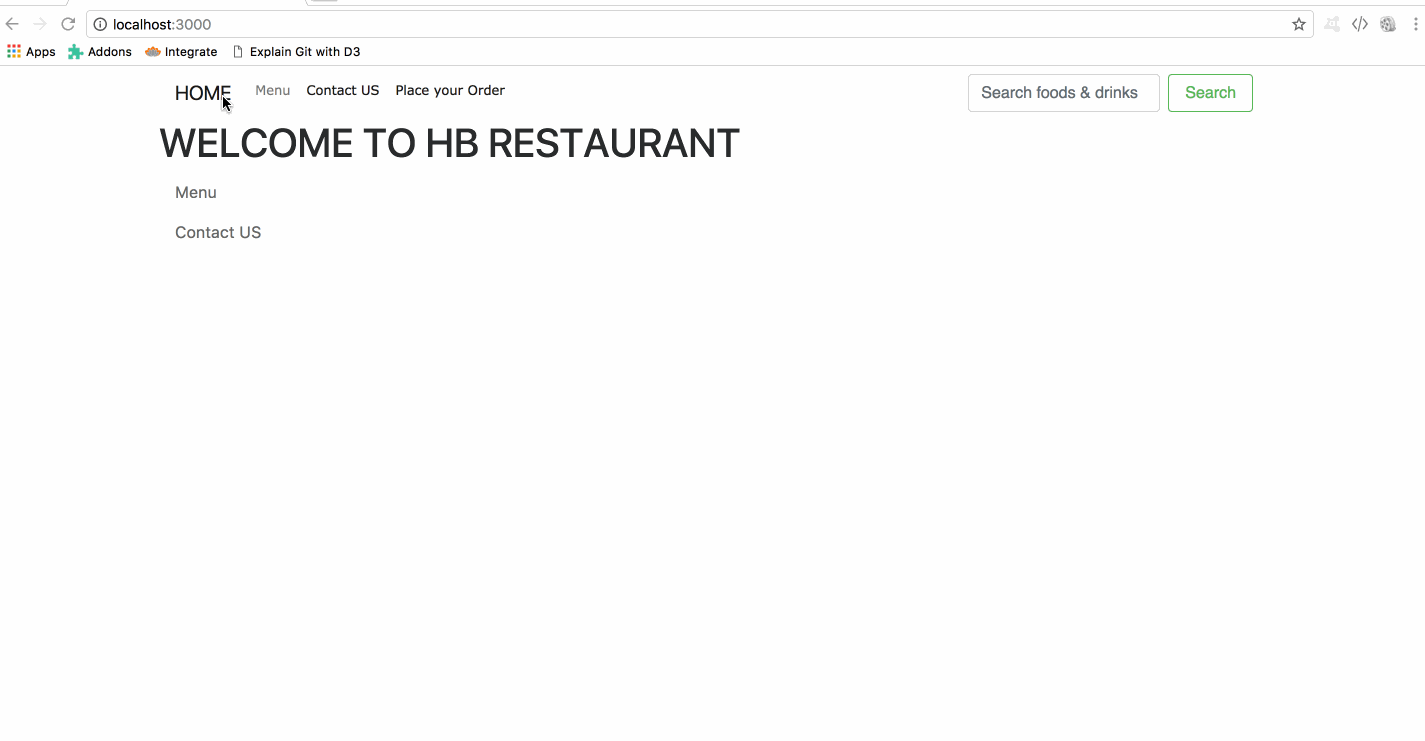 localhost:3000
Apps Addons Integrate Explain Git with D3
HOME Menu Contact US Place your Order Search foods & drinks Search
WELCOME TO HB RESTAURANT
Menu
Contact US